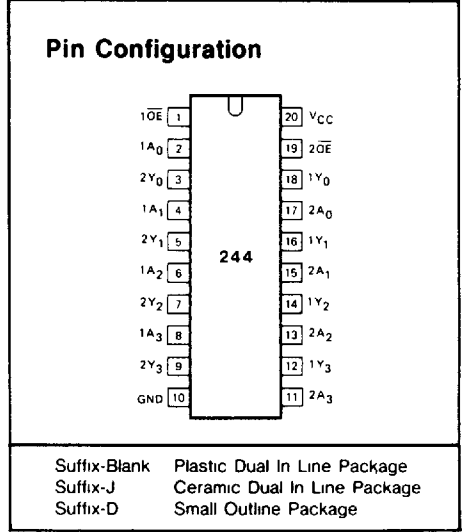 Pin Configuration
1O̅E̅ 1 20 VCC
1A0 2 19 2O̅E̅
2Y0 3 18 1Y0
1A1 4 17 2A0
2Y1 5 16 1Y1
244
1A2 6 15 2A1
2Y2 7 14 1Y2
1A3 8 13 2A2
2Y3 9 12 1Y3
GND 10 11 2A3
Suffix-Blank Plastic Dual In Line Package
Suffix-J Ceramic Dual In Line Package
Suffix-D Small Outline Package